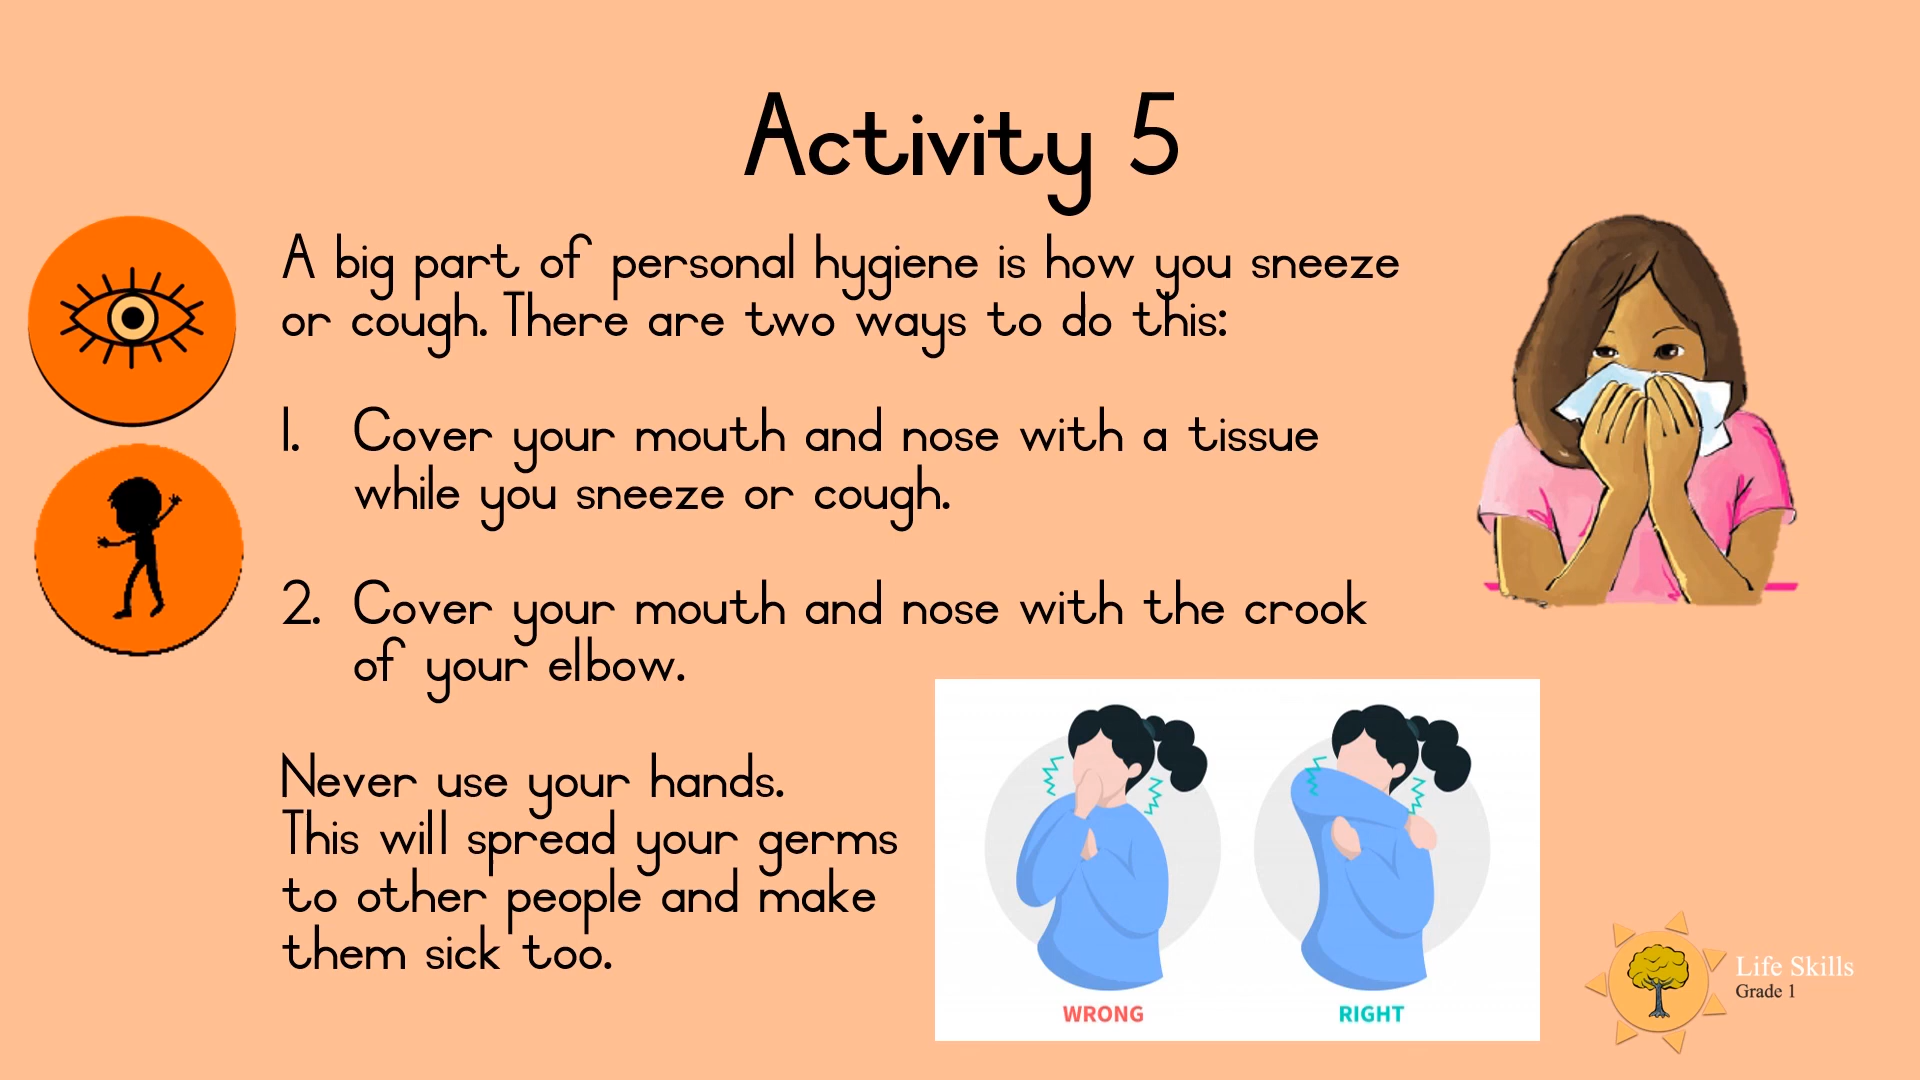 Activity 5
A big part of personal hygiene is how you sneeze
or cough. There are two ways to do this:
1. Cover your mouth and nose with a tissue
while you sneeze or cough.
2. Cover your mouth and nose with the crook
of your elbow.
Never use your hands.
This will spread your germs
to other people and make
them sick too.
WRONG
RIGHT
Life Skills
Grade 1